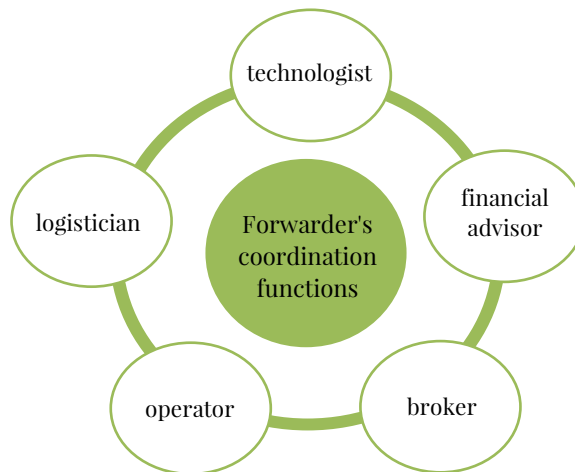 technologist
financial
advisor
logistician
Forwarder's
coordination
functions
operator
broker